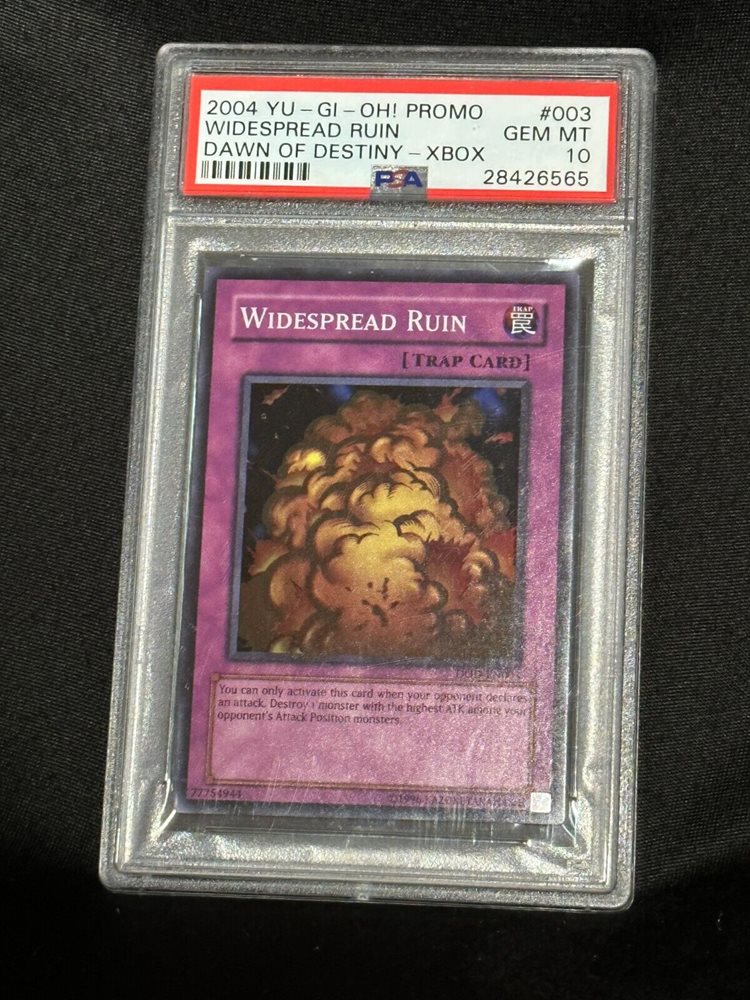 2004 YU-GI-OH! PROMO #003
WIDESPREAD RUIN GEM MT
DAWN OF DESTINY-XBOX 10
PSA 28426565
WIDESPREAD RUIN
TRAP
罠
[TRAP CARD]
You can only activate this card when your opponent declares
an attack. Destroy 1 monster with the highest ATK among your
opponent's Attack Position monsters.
77754944
©1996